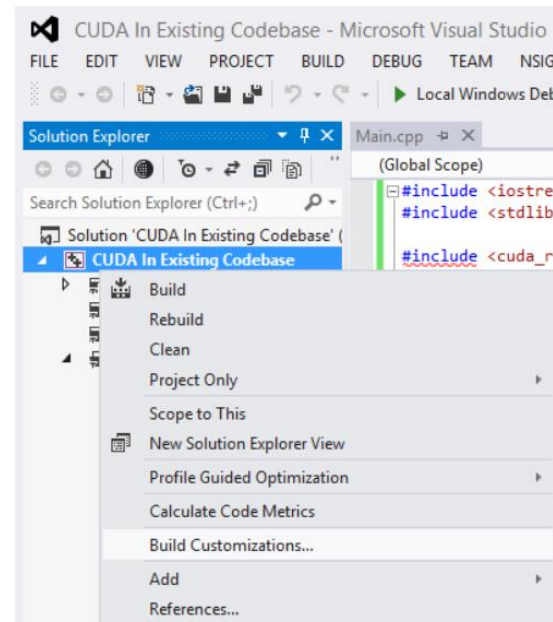 CUDA In Existing Codebase - Microsoft Visual Studio
FILE EDIT VIEW PROJECT BUILD DEBUG TEAM NSIG
Local Windows Deb
Solution Explorer
Main.cpp
(Global Scope)
Search Solution Explorer (Ctrl+;)
#include <iostre
#include <stdlib
Solution 'CUDA In Existing Codebase' (
CUDA In Existing Codebase
#include <cuda_r
Build
Rebuild
Clean
Project Only
Scope to This
New Solution Explorer View
Profile Guided Optimization
Calculate Code Metrics
Build Customizations...
Add
References...